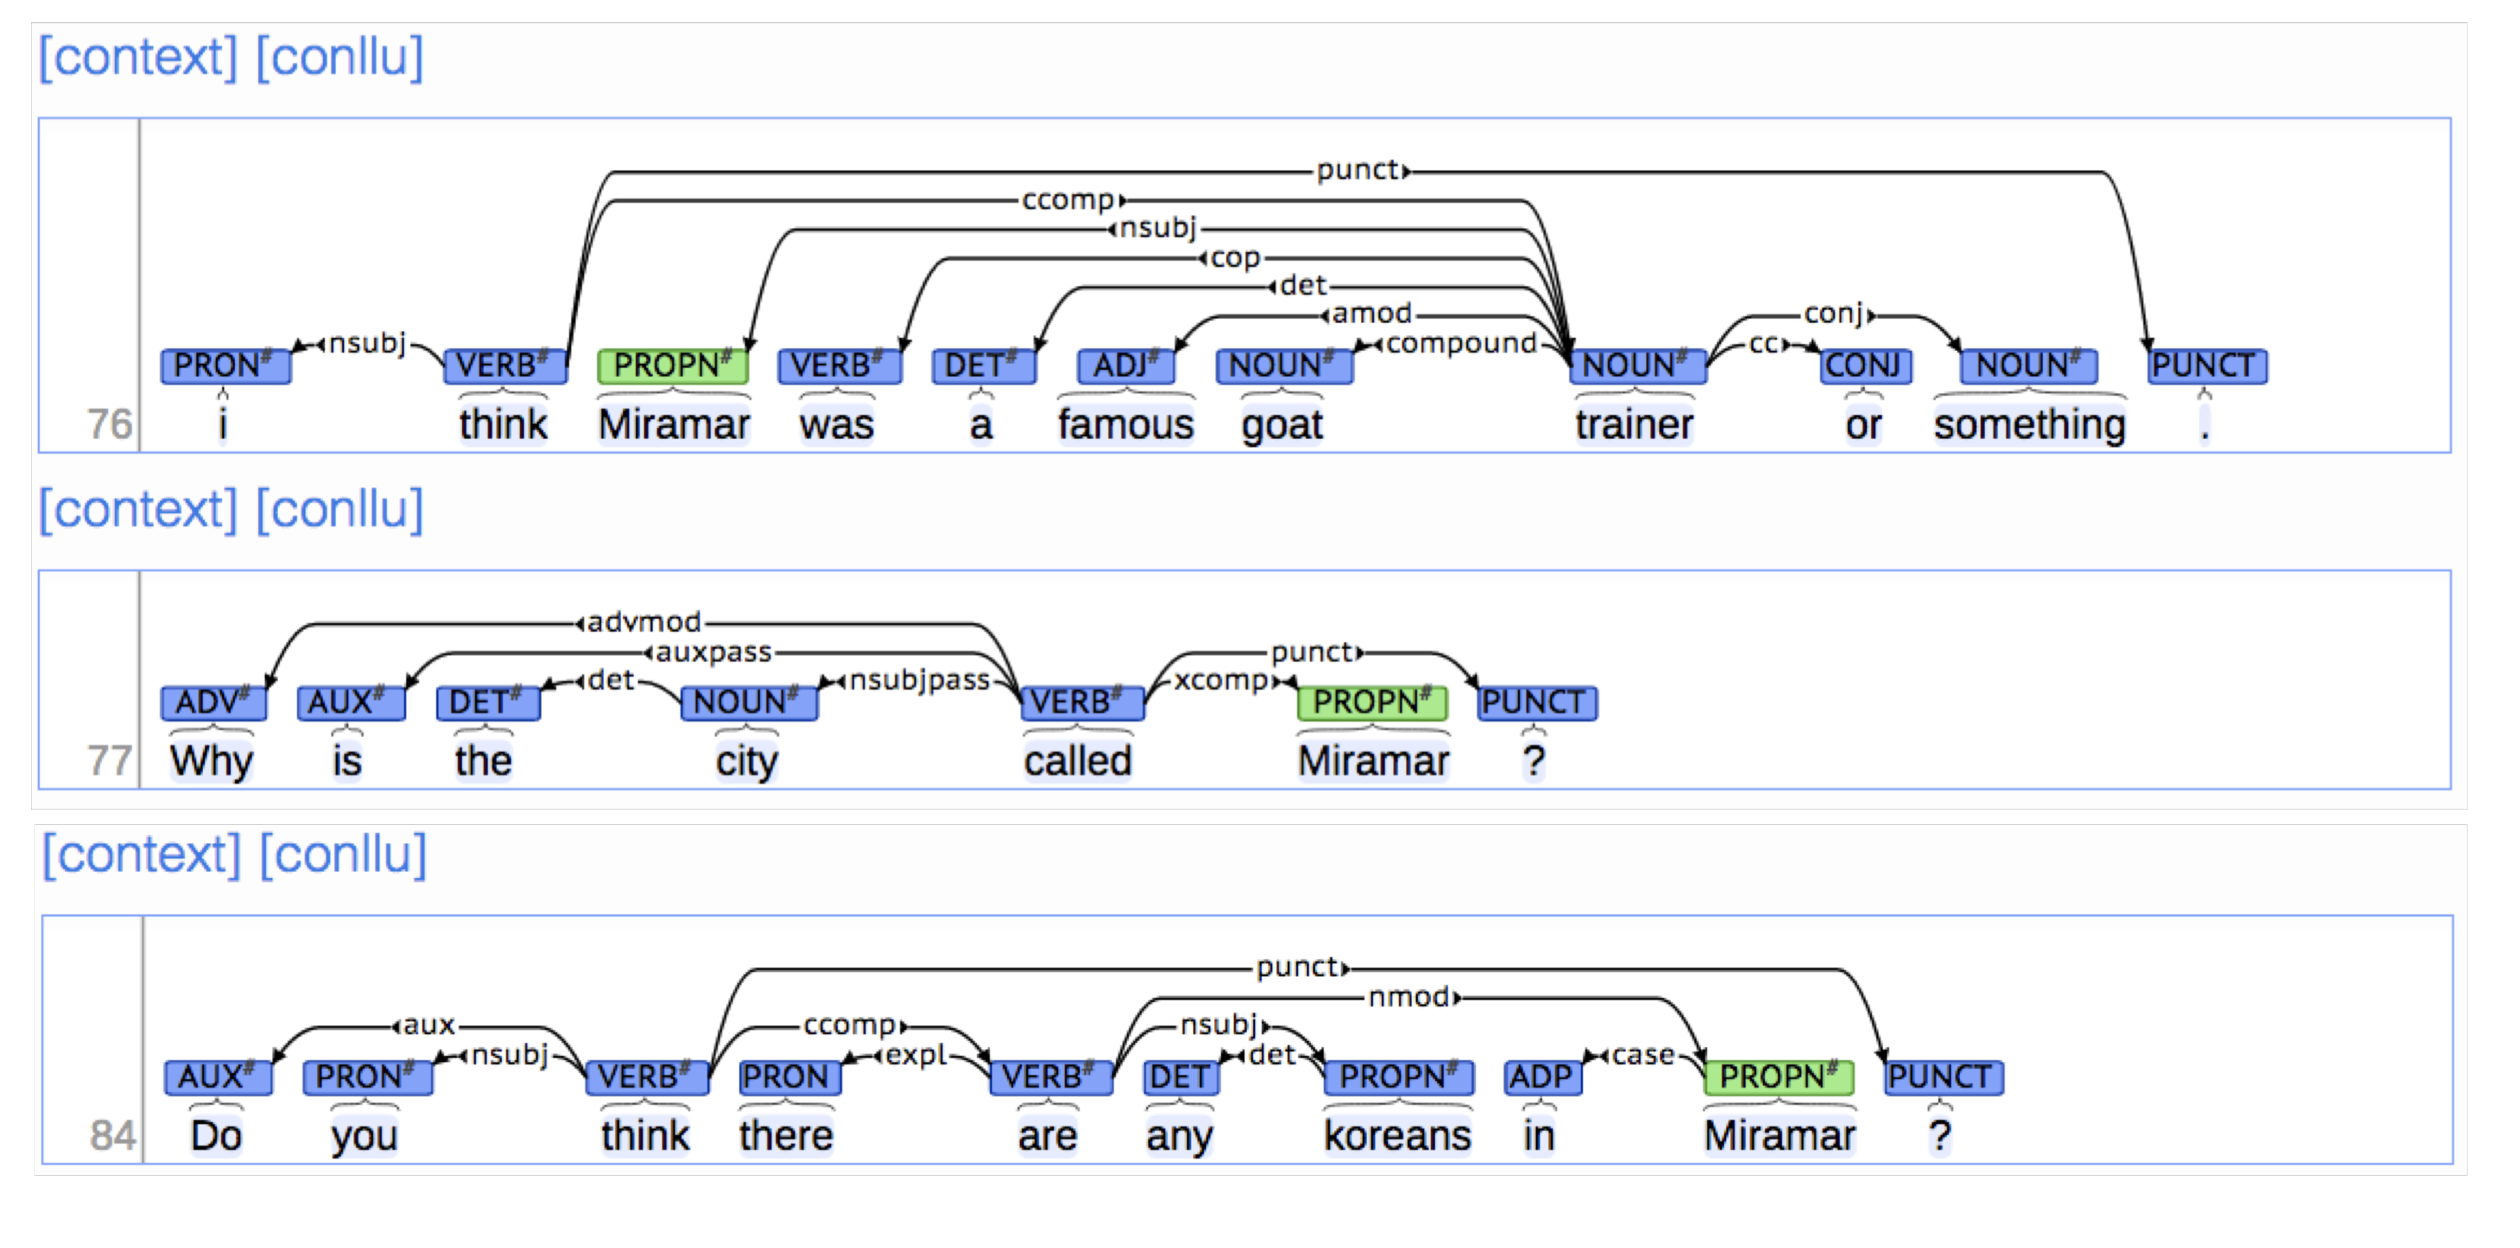 [context] [conllu]
punct
ccomp
nsubj
cop
det
amod conj
nsubj compound cc
PRON# VERB# PROPN# VERB# DET# ADJ# NOUN# NOUN# CONJ NOUN# PUNCT
76 i think Miramar was a famous goat trainer or something .
[context] [conllu]
advmod
auxpass punct
det nsubjpass xcomp
ADV# AUX# DET# NOUN# VERB# PROPN# PUNCT
77 Why is the city called Miramar ?
[context] [conllu]
punct
nmod
aux ccomp nsubj
nsubj expl det case
AUX# PRON# VERB# PRON VERB# DET PROPN# ADP PROPN# PUNCT
84 Do you think there are any koreans in Miramar ?